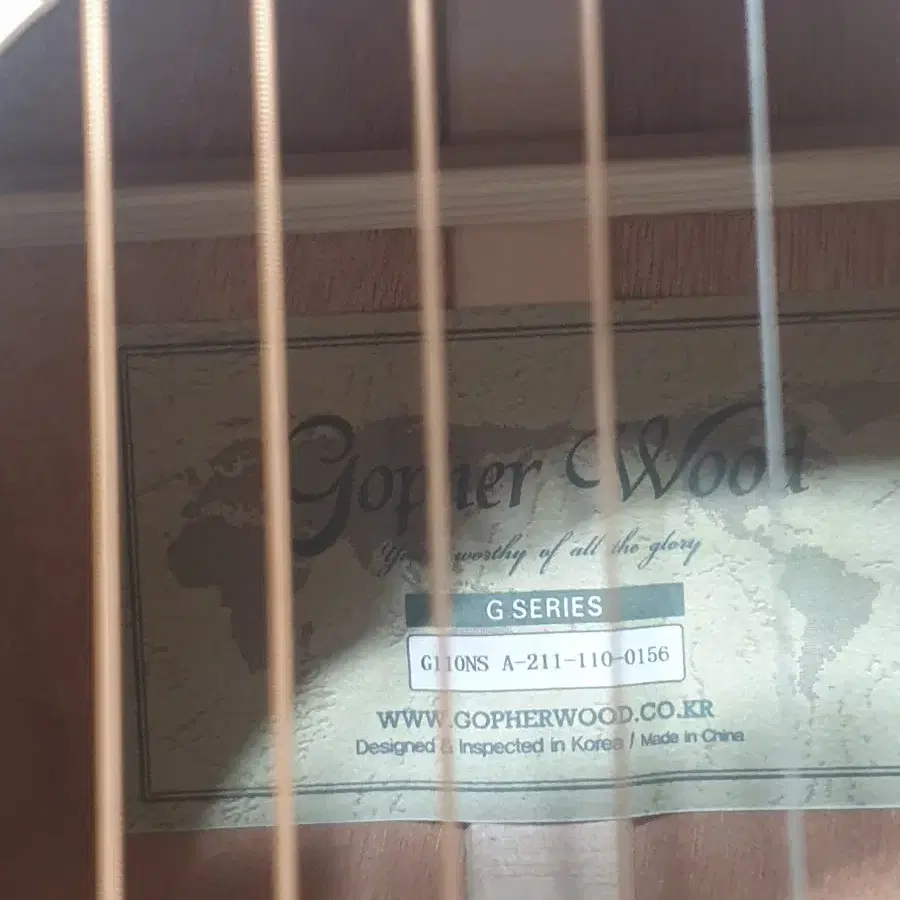 Gopher Wood
worthy of all the glory
G SERIES
G110NS A-211-110-0156
WWW.GOPHERWOOD.CO.KR
Designed & Inspected in Korea / Made in China